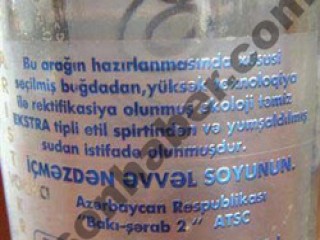 Bu arağın hazırlanmasında xususi
seçilmiş buğdadan, yüksək texnologiya
ilə rektifikasiya olunmuş ekoloji təmiz
EKSTRA tipli etil spirtindən və yumşaldılmış
sudan istifadə olunmuşdur.
İÇMƏZDƏN ƏVVƏL SOYUNUN.
Azərbaycan Respublikası
"Bakı-şərab 2" ATSC